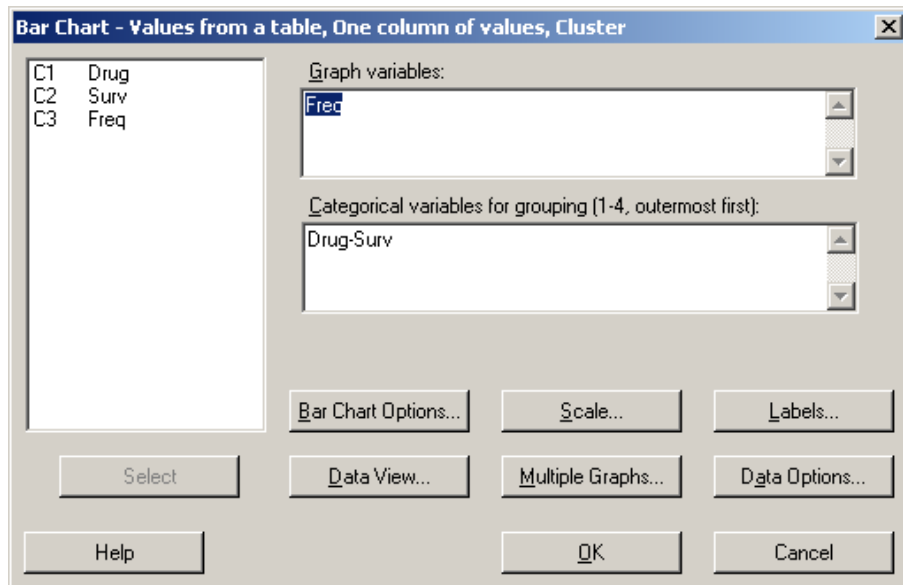 Bar Chart - Values from a table, One column of values, Cluster
C1 Drug
C2 Surv
C3 Freq
Graph variables:
Freq
Categorical variables for grouping (1-4, outermost first):
Drug-Surv
Bar Chart Options... Scale... Labels...
Select Data View... Multiple Graphs... Data Options...
Help OK Cancel